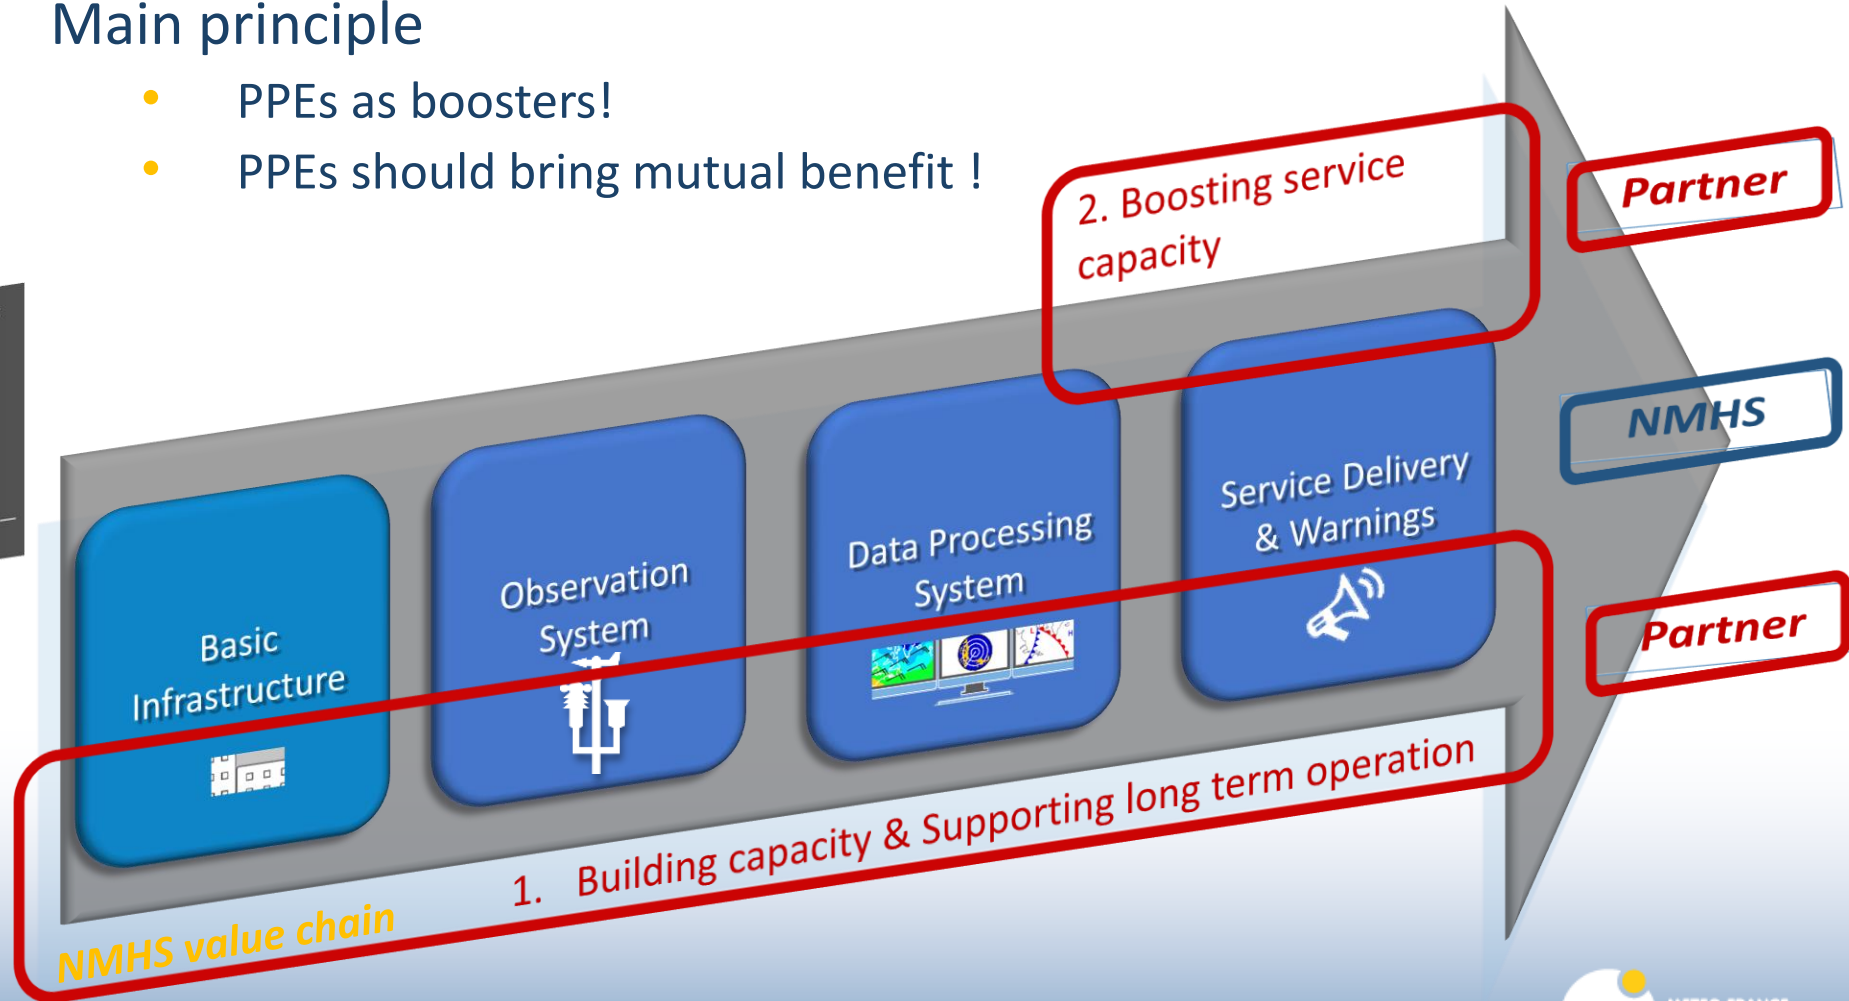 Main principle
• PPEs as boosters!
• PPEs should bring mutual benefit !
2. Boosting service
capacity
Partner
NMHS
Partner
Basic
Infrastructure
Observation
System
Data Processing
System
Service Delivery
& Warnings
1. Building capacity & Supporting long term operation
NMHS value chain